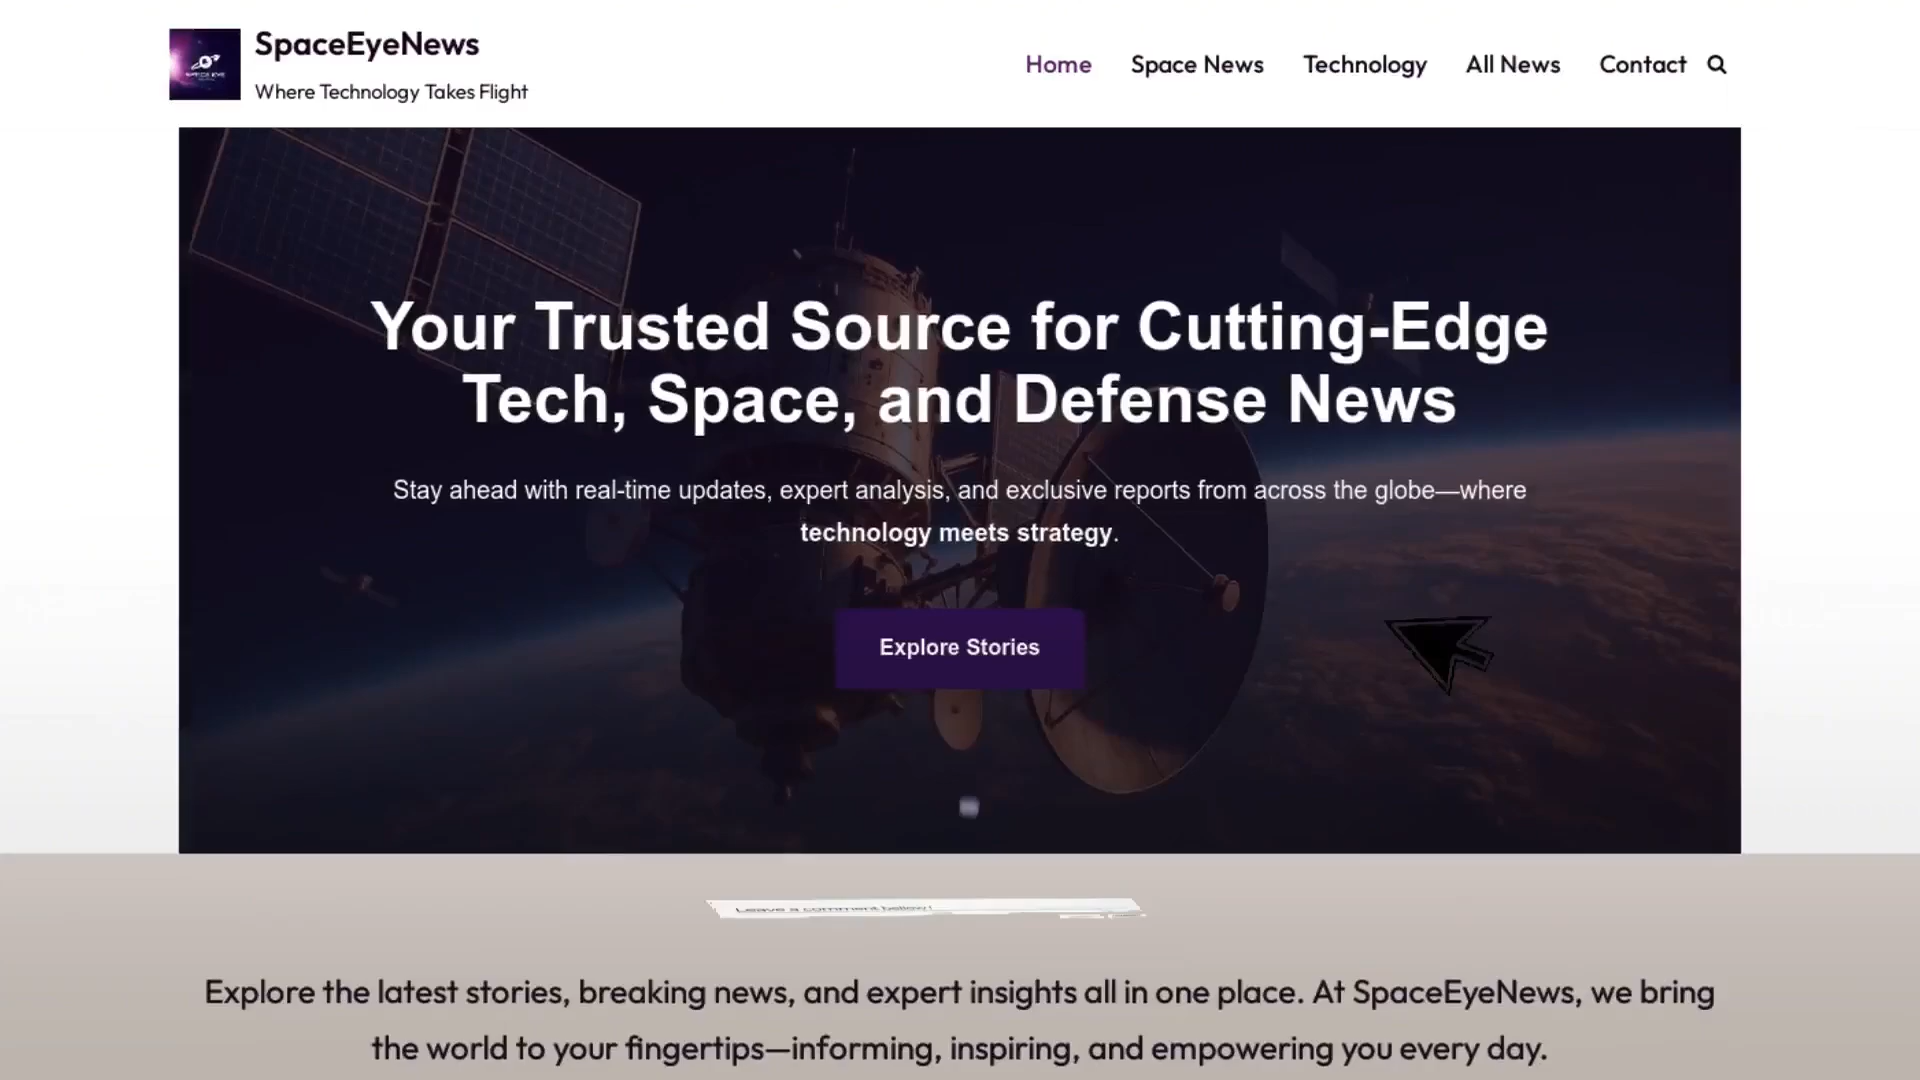 SpaceEyeNews
Where Technology Takes Flight
Home
Space News
Technology
All News
Contact
Your Trusted Source for Cutting-Edge
Tech, Space, and Defense News
Stay ahead with real-time updates, expert analysis, and exclusive reports from across the globe—where
technology meets strategy.
Explore Stories
Leave a comment bellow!
Explore the latest stories, breaking news, and expert insights all in one place. At SpaceEyeNews, we bring
the world to your fingertips—informing, inspiring, and empowering you every day.